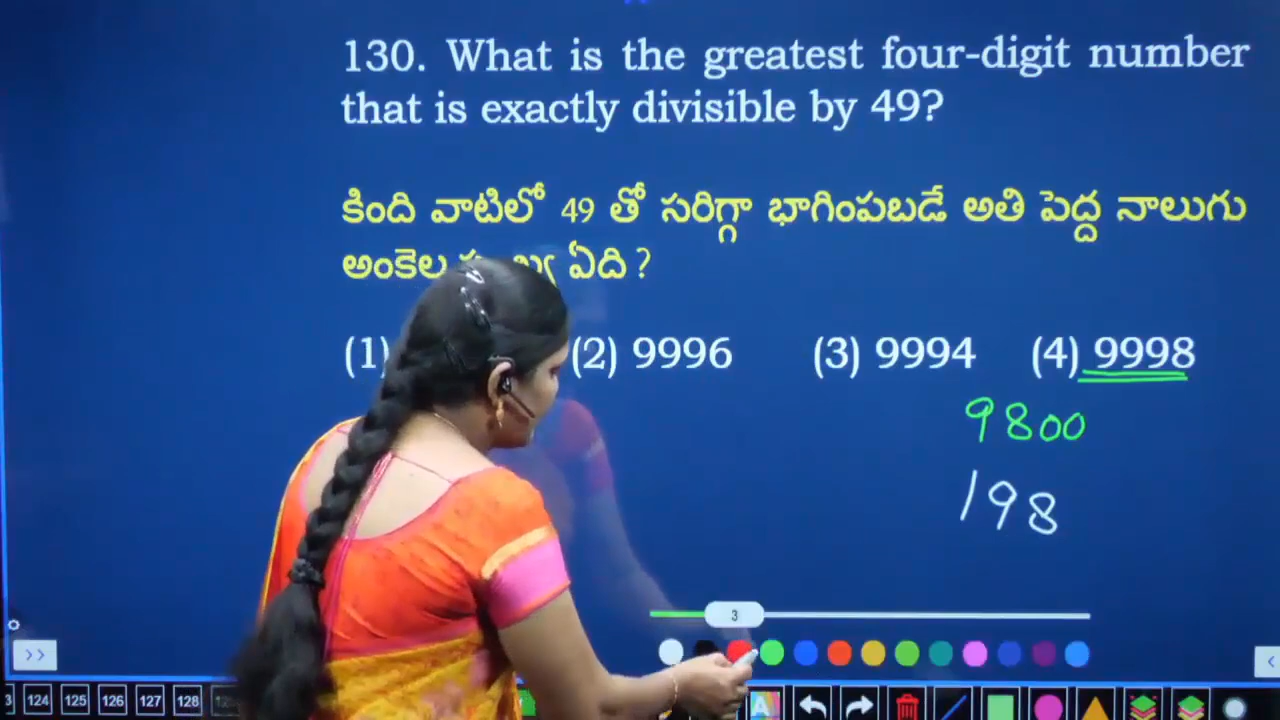 130. What is the greatest four-digit number
that is exactly divisible by 49?
కింది వాటిలో 49 తో సరిగ్గా భాగింపబడే అతి పెద్ద నాలుగు
అంకెల ఏది ?
(1) (2) 9996 (3) 9994 (4) 9998
9800
198
3
>> <
3 124 125 126 127 128 A